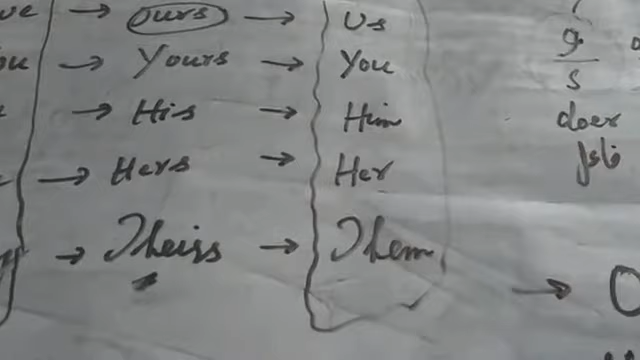 → Ours → Us
→ Yours → You
→ His → Him
→ Hers → Her
→ Theirs → Them
→
S
doer